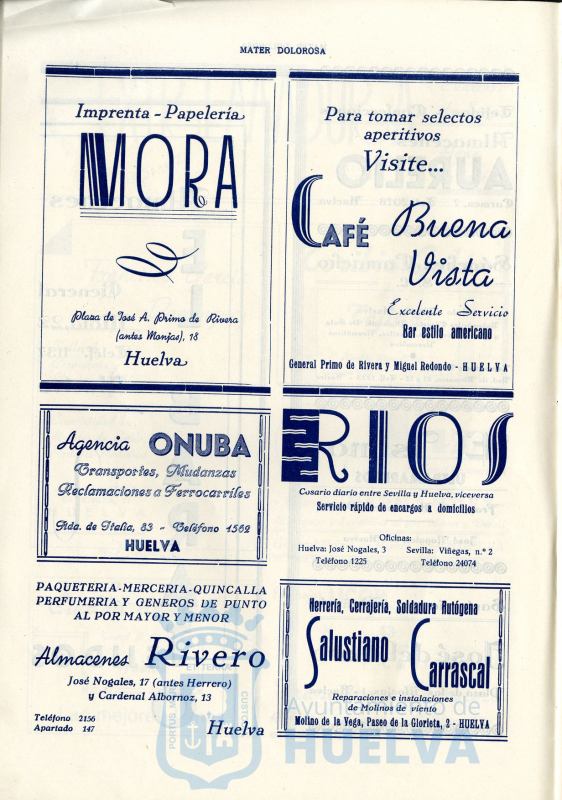 MATER DOLOROSA
Imprenta - Papelería
MORA
Plaza de José A. Primo de Rivera
(antes Monjas), 18
Huelva
Para tomar selectos
aperitivos
Visite...
CAFÉ Buena
Vista
Excelente Servicio
Bar estilo americano
General Primo de Rivera y Miguel Redondo - HUELVA
Agencia ONUBA
Transportes, Mudanzas
Reclamaciones a Ferrocarriles
Avda. de Italia, 83 - Teléfono 1562
HUELVA
RIOS
Cosario diario entre Sevilla y Huelva, viceversa
Servicio rápido de encargos a domicilios
Oficinas:
Huelva: José Nogales, 3 Sevilla: Viñegas, n.º 2
Teléfono 1225 Teléfono 24074
PAQUETERIA-MERCERIA-QUINCALLA
PERFUMERIA Y GENEROS DE PUNTO
AL POR MAYOR Y MENOR
Almacenes Rivero
José Nogales, 17 (antes Herrero)
y Cardenal Albornoz, 13
Teléfono 2156
Apartado 147
Huelva
Herrería, Cerrajería, Soldadura Autógena
Salustiano Carrascal
Reparaciones e instalaciones
de Molinos de viento
Molino de la Vega, Paseo de la Glorieta, 2 - HUELVA
PORTUS
CUSTO
Ayuntamiento de
HUELVA